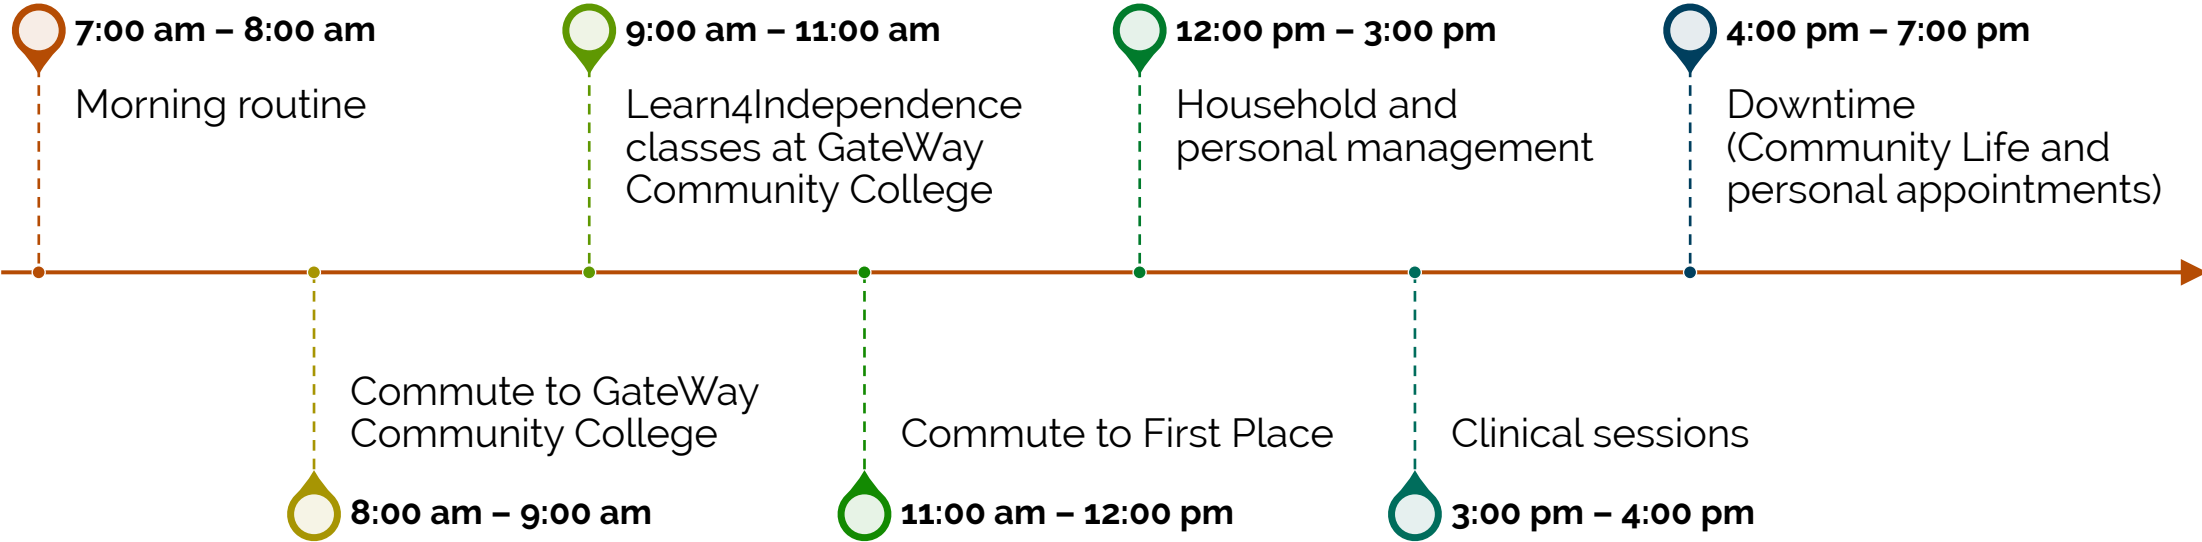 7:00 am – 8:00 am
Morning routine
8:00 am – 9:00 am
Commute to GateWay
Community College
9:00 am – 11:00 am
Learn4Independence
classes at GateWay
Community College
11:00 am – 12:00 pm
Commute to First Place
12:00 pm – 3:00 pm
Household and
personal management
3:00 pm – 4:00 pm
Clinical sessions
4:00 pm – 7:00 pm
Downtime
(Community Life and
personal appointments)